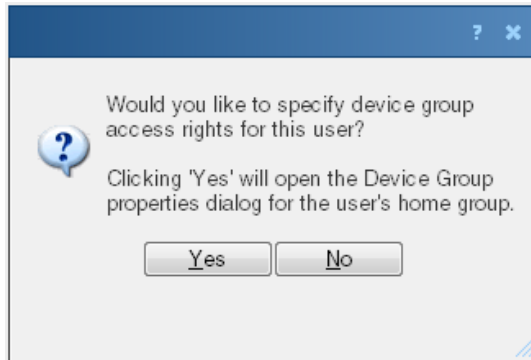 Would you like to specify device group
access rights for this user?
Clicking 'Yes' will open the Device Group
properties dialog for the user's home group.
Yes No